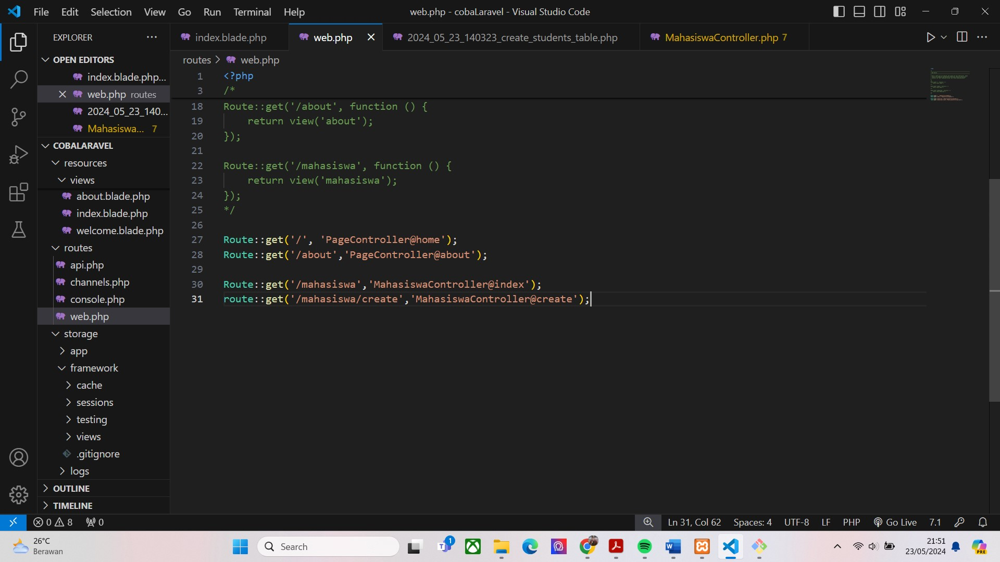 File Edit Selection View Go Run Terminal Help
web.php - cobaLaravel - Visual Studio Code
EXPLORER
OPEN EDITORS
index.blade.php...
web.php routes
2024_05_23_140...
Mahasiswa... 7
COBALARAVEL
resources
views
about.blade.php
index.blade.php
welcome.blade.php
routes
api.php
channels.php
console.php
web.php
storage
app
framework
cache
sessions
testing
views
.gitignore
logs
OUTLINE
TIMELINE
index.blade.php
web.php
2024_05_23_140323_create_students_table.php
MahasiswaController.php 7
routes > web.php
1 <?php
3 /*
18 Route::get('/about', function () {
19 return view('about');
20 });
21
22 Route::get('/mahasiswa', function () {
23 return view('mahasiswa');
24 });
25 */
26
27 Route::get('/', 'PageController@home');
28 Route::get('/about','PageController@about');
29
30 Route::get('/mahasiswa','MahasiswaController@index');
31 route::get('/mahasiswa/create','MahasiswaController@create');
0 8 0
Ln 31, Col 62 Spaces: 4 UTF-8 LF PHP Go Live 7.1
26°C
Berawan
Search
1
21:51
23/05/2024
PRE